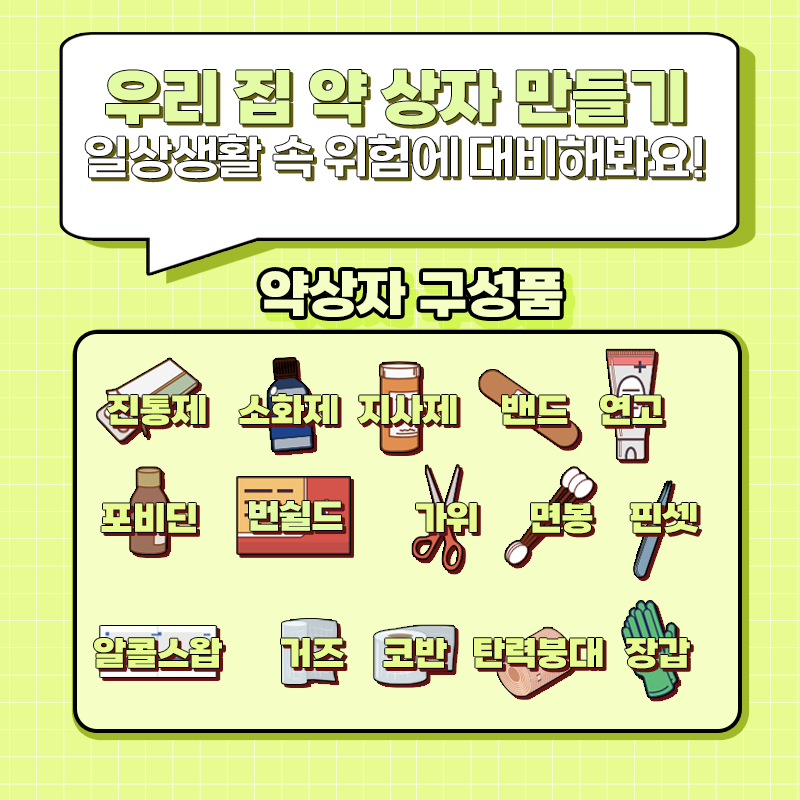 우리 집 약 상자 만들기
일상생활 속 위험에 대비해봐요!
약상자 구성품
진통제 소화제 지사제 밴드 연고
포비딘 번쉴드 가위 면봉 핀셋
알콜스왑 거즈 코반 탄력붕대 장갑